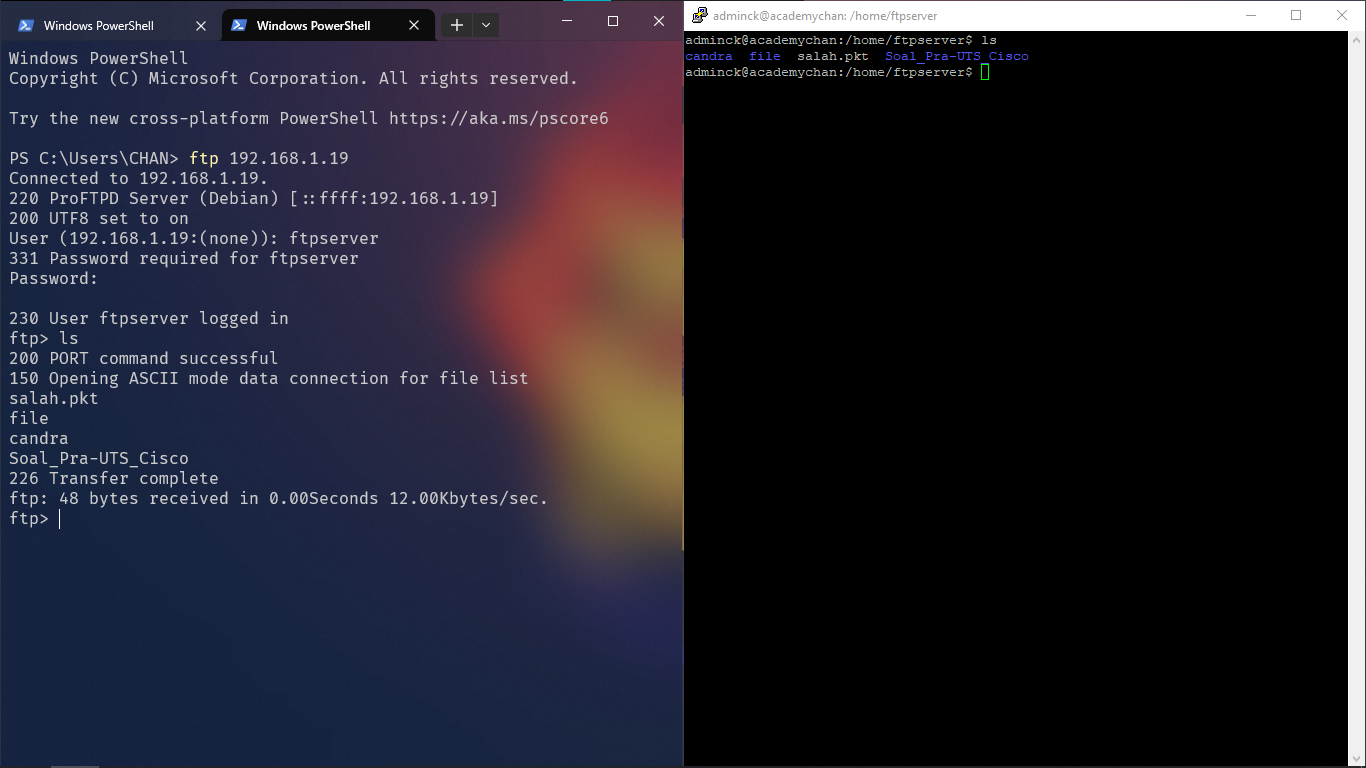 Windows PowerShell
Windows PowerShell
Windows PowerShell
Copyright (C) Microsoft Corporation. All rights reserved.
Try the new cross-platform PowerShell https://aka.ms/pscore6
PS C:\Users\CHAN> ftp 192.168.1.19
Connected to 192.168.1.19.
220 ProFTPD Server (Debian) [::ffff:192.168.1.19]
200 UTF8 set to on
User (192.168.1.19:(none)): ftpserver
331 Password required for ftpserver
Password:
230 User ftpserver logged in
ftp> ls
200 PORT command successful
150 Opening ASCII mode data connection for file list
salah.pkt
file
candra
Soal_Pra-UTS_Cisco
226 Transfer complete
ftp: 48 bytes received in 0.00Seconds 12.00Kbytes/sec.
ftp>
adminck@academychan: /home/ftpserver
adminck@academychan:/home/ftpserver$ ls
candra  file  salah.pkt  Soal_Pra-UTS_Cisco
adminck@academychan:/home/ftpserver$